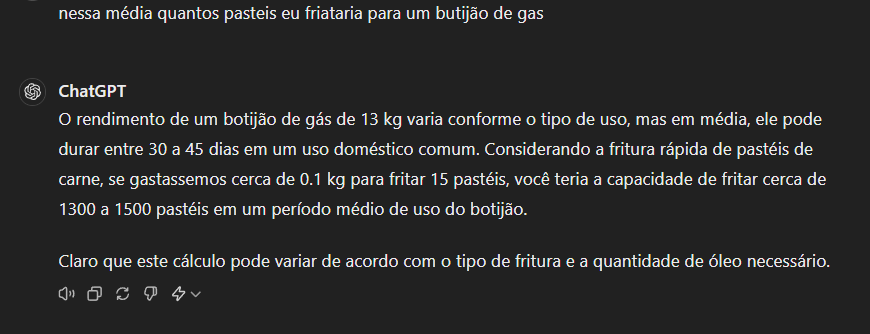 nessa média quantos pasteis eu friataria para um butijão de gas
ChatGPT
O rendimento de um botijão de gás de 13 kg varia conforme o tipo de uso, mas em média, ele pode
durar entre 30 a 45 dias em um uso doméstico comum. Considerando a fritura rápida de pastéis de
carne, se gastassemos cerca de 0.1 kg para fritar 15 pastéis, você teria a capacidade de fritar cerca de
1300 a 1500 pastéis em um período médio de uso do botijão.
Claro que este cálculo pode variar de acordo com o tipo de fritura e a quantidade de óleo necessário.